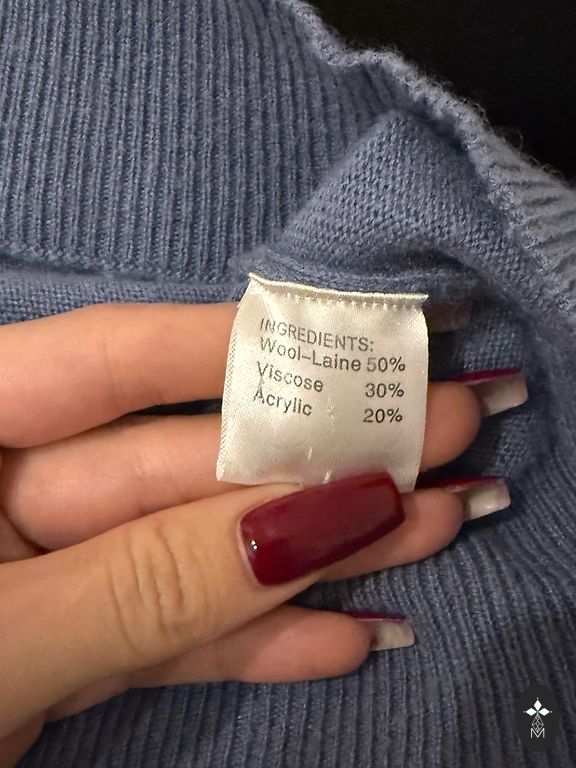 INGREDIENTS:
Wool-Laine 50%
Viscose 30%
Acrylic 20%
M